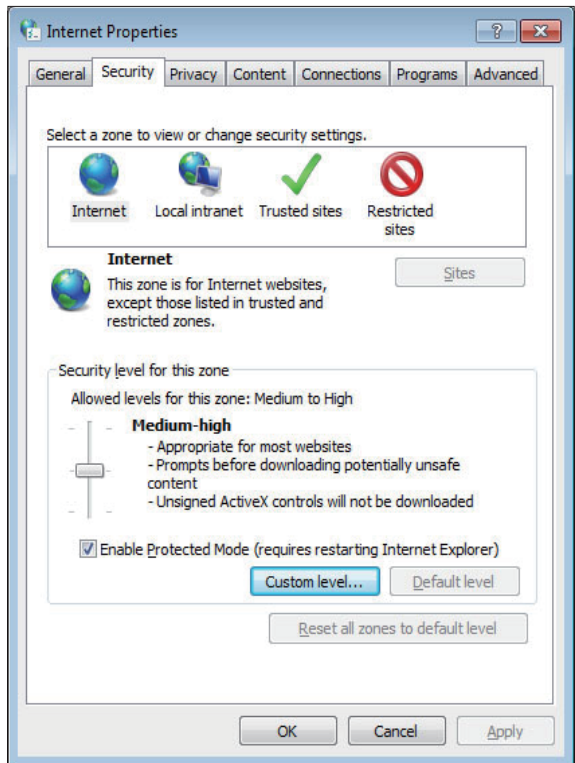 Internet Properties
General Security Privacy Content Connections Programs Advanced
Select a zone to view or change security settings.
Internet Local intranet Trusted sites Restricted sites
Internet
This zone is for Internet websites,
except those listed in trusted and
restricted zones.
Sites
Security level for this zone
Allowed levels for this zone: Medium to High
Medium-high
- Appropriate for most websites
- Prompts before downloading potentially unsafe
content
- Unsigned ActiveX controls will not be downloaded
Enable Protected Mode (requires restarting Internet Explorer)
Custom level... Default level
Reset all zones to default level
OK Cancel Apply